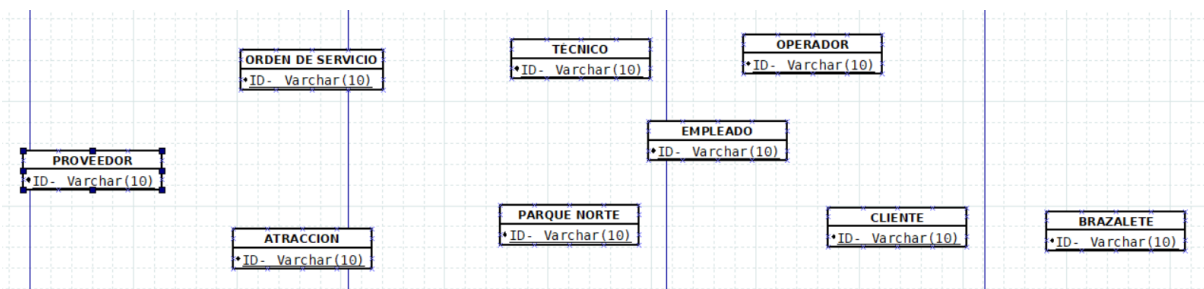 ORDEN DE SERVICIO
ID- Varchar(10)
TÉCNICO
ID- Varchar(10)
OPERADOR
ID- Varchar(10)
EMPLEADO
ID- Varchar(10)
PROVEEDOR
ID- Varchar(10)
ATRACCION
ID- Varchar(10)
PARQUE NORTE
ID- Varchar(10)
CLIENTE
ID- Varchar(10)
BRAZALETE
ID- Varchar(10)